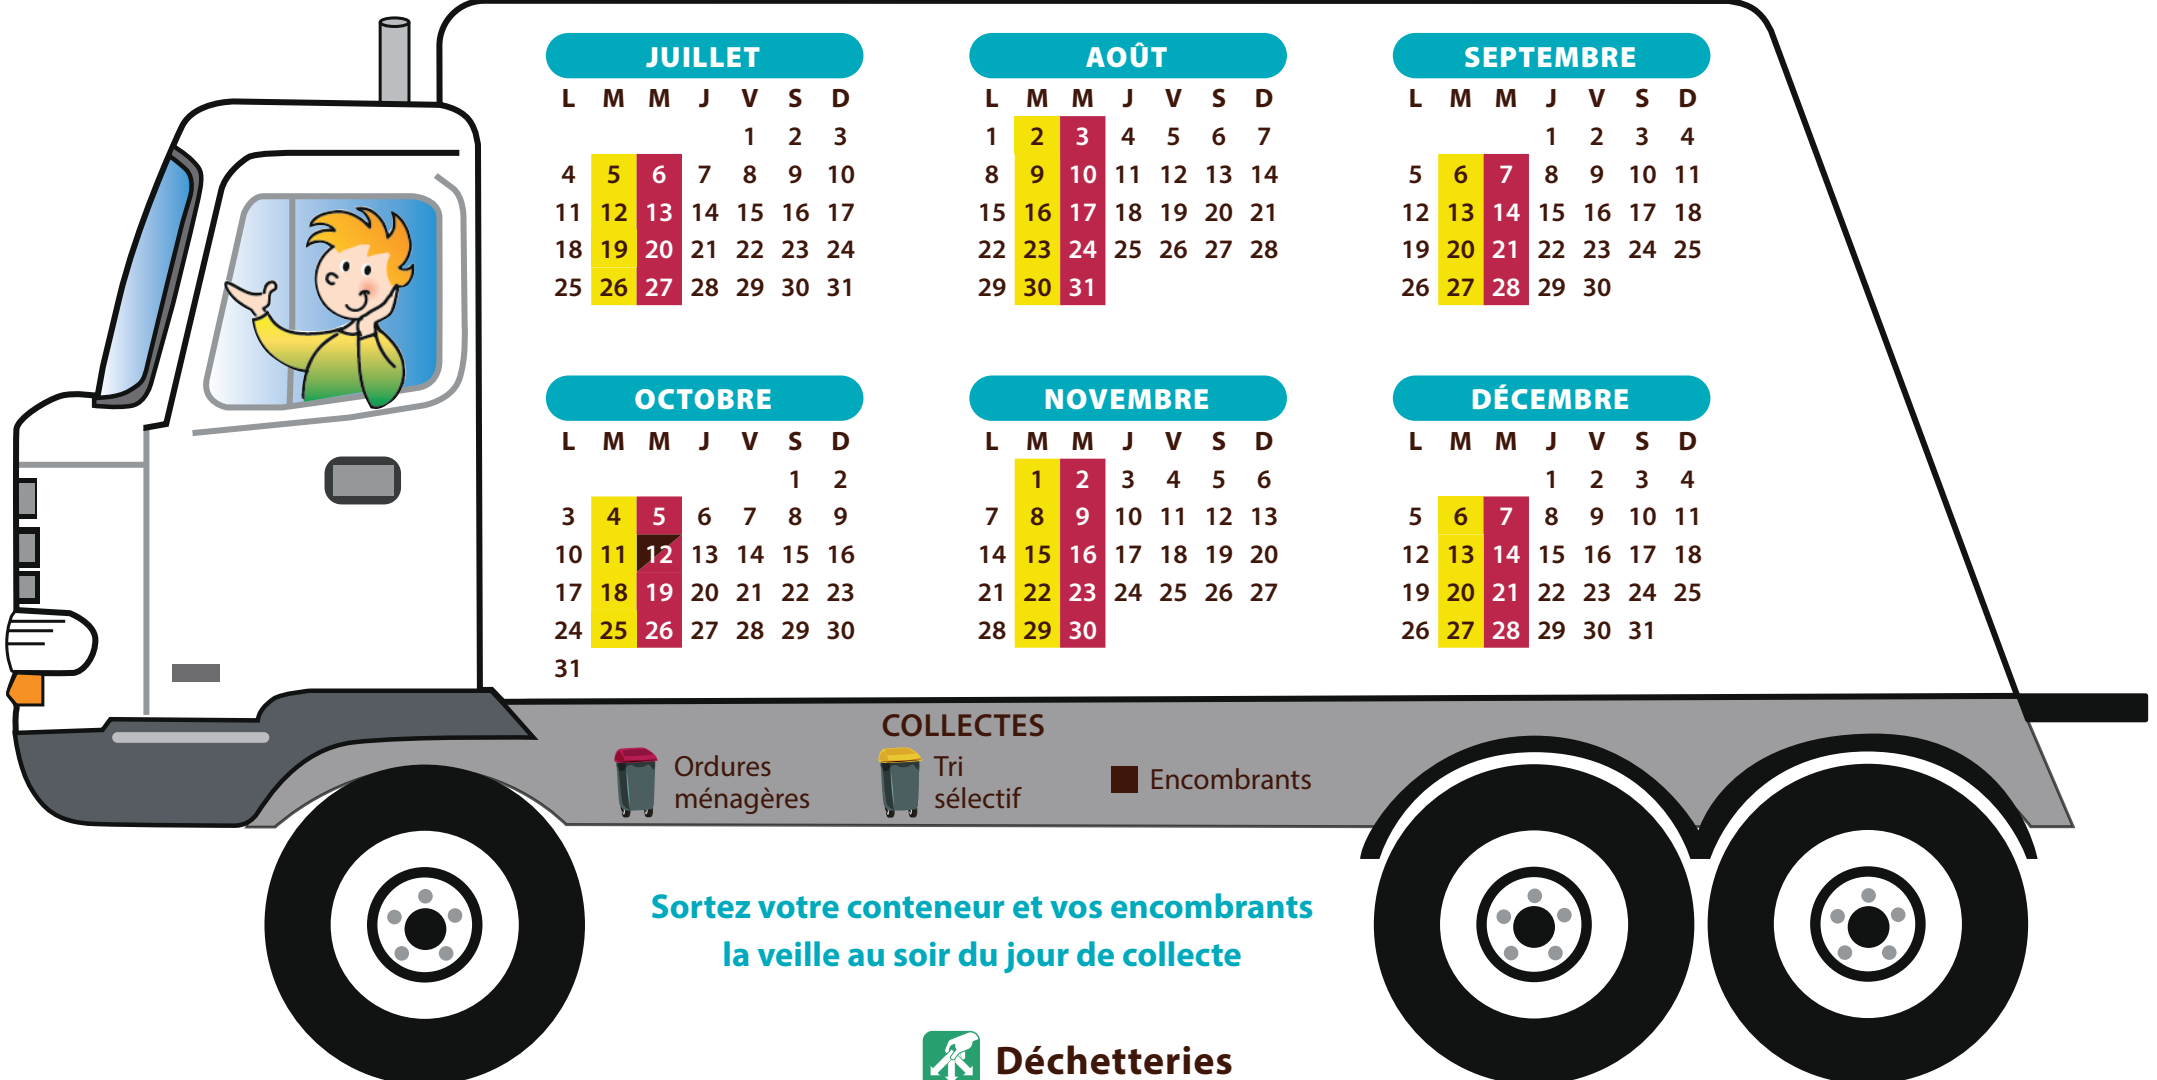 JUILLET
L M M J V S D
1 2 3
4 5 6 7 8 9 10
11 12 13 14 15 16 17
18 19 20 21 22 23 24
25 26 27 28 29 30 31
AOÛT
L M M J V S D
1 2 3 4 5 6 7
8 9 10 11 12 13 14
15 16 17 18 19 20 21
22 23 24 25 26 27 28
29 30 31
SEPTEMBRE
L M M J V S D
1 2 3 4
5 6 7 8 9 10 11
12 13 14 15 16 17 18
19 20 21 22 23 24 25
26 27 28 29 30
OCTOBRE
L M M J V S D
1 2
3 4 5 6 7 8 9
10 11 12 13 14 15 16
17 18 19 20 21 22 23
24 25 26 27 28 29 30
31
NOVEMBRE
L M M J V S D
1 2 3 4 5 6
7 8 9 10 11 12 13
14 15 16 17 18 19 20
21 22 23 24 25 26 27
28 29 30
DÉCEMBRE
L M M J V S D
1 2 3 4
5 6 7 8 9 10 11
12 13 14 15 16 17 18
19 20 21 22 23 24 25
26 27 28 29 30 31
COLLECTES
Ordures
ménagères
Tri
sélectif
Encombrants
Sortez votre conteneur et vos encombrants
la veille au soir du jour de collecte
Déchetteries